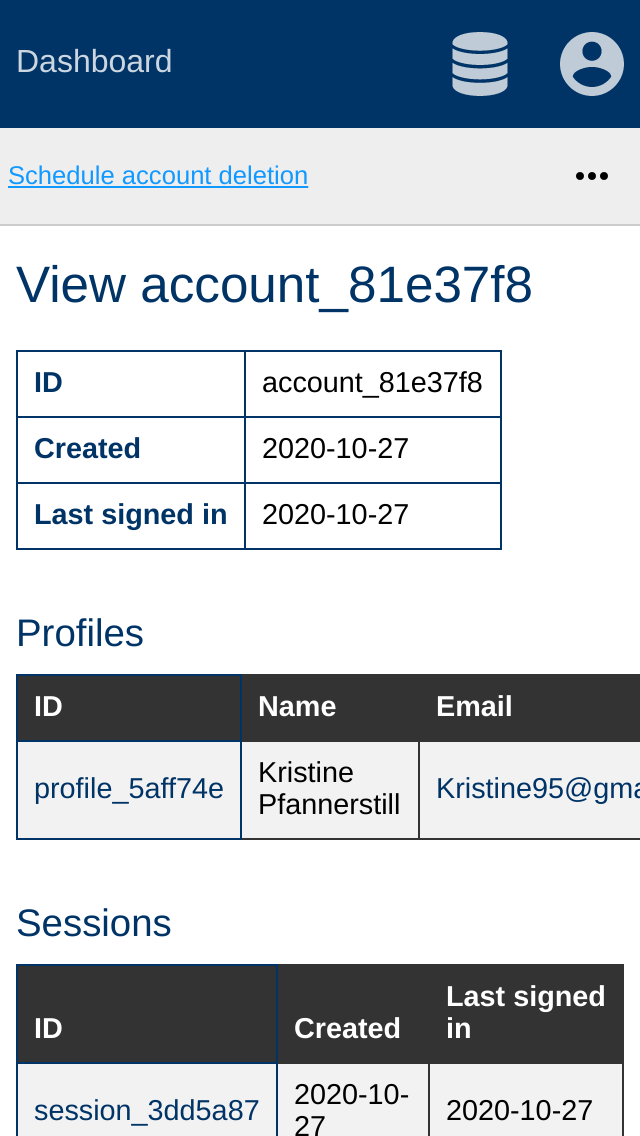 Dashboard
Schedule account deletion
View account_81e37f8
ID account_81e37f8
Created 2020-10-27
Last signed in 2020-10-27
Profiles
ID Name Email
profile_5aff74e Kristine Pfannerstill Kristine95@gma
Sessions
ID Created Last signed in
session_3dd5a87 2020-10-27 2020-10-27